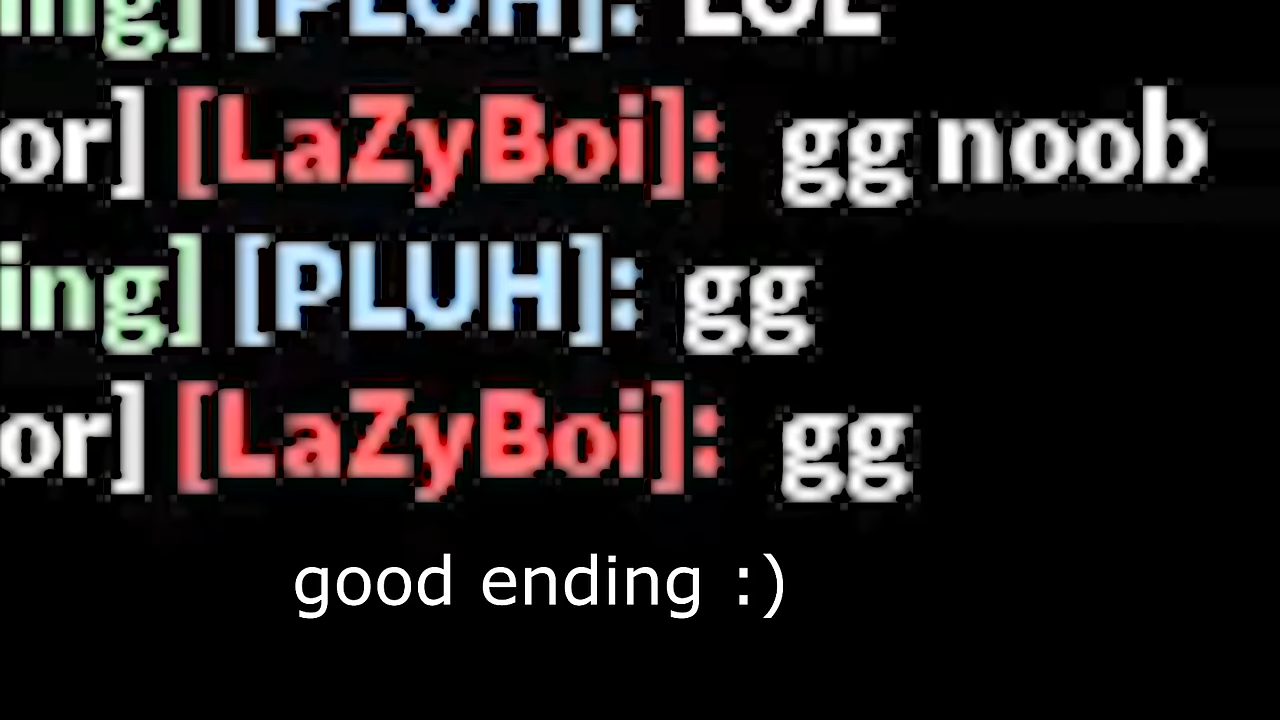 ing] [PLUH]: LOL
or] [LaZyBoi]: gg noob
ing] [PLUH]: gg
or] [LaZyBoi]: gg
good ending :)